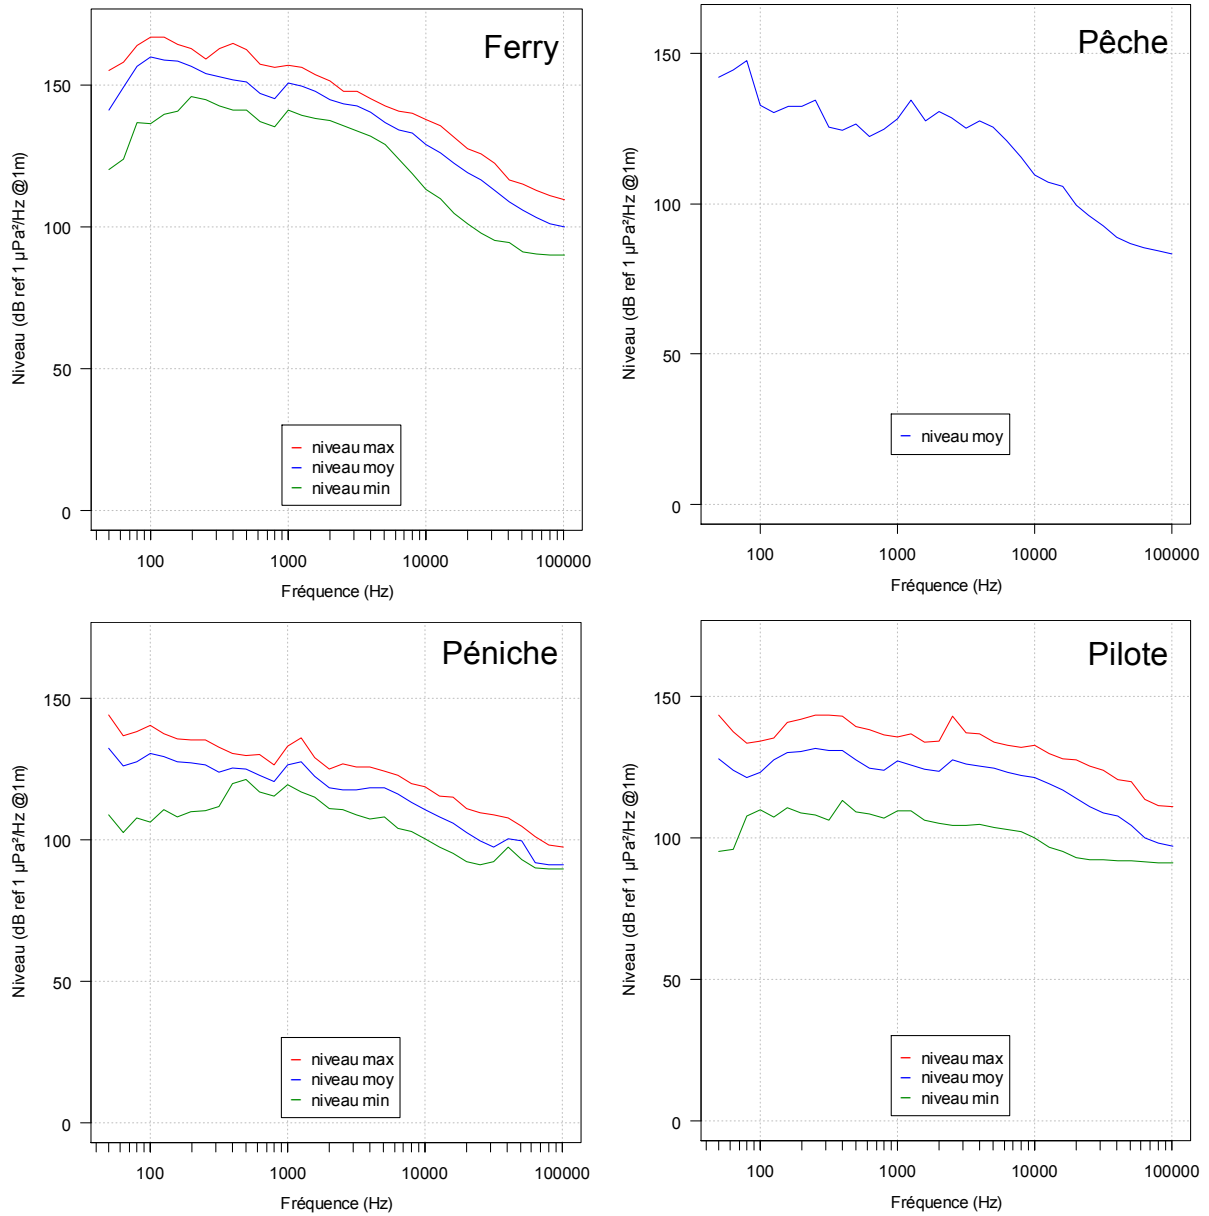 Ferry
Niveau (dB ref 1 µPa²/Hz @1m)
150
100
50
0
niveau max
niveau moy
niveau min
100 1000 10000 100000
Fréquence (Hz)
Pêche
Niveau (dB ref 1 µPa²/Hz @1m)
150
100
50
0
niveau moy
100 1000 10000 100000
Fréquence (Hz)
Péniche
Niveau (dB ref 1 µPa²/Hz @1m)
150
100
50
0
niveau max
niveau moy
niveau min
100 1000 10000 100000
Fréquence (Hz)
Pilote
Niveau (dB ref 1 µPa²/Hz @1m)
150
100
50
0
niveau max
niveau moy
niveau min
100 1000 10000 100000
Fréquence (Hz)